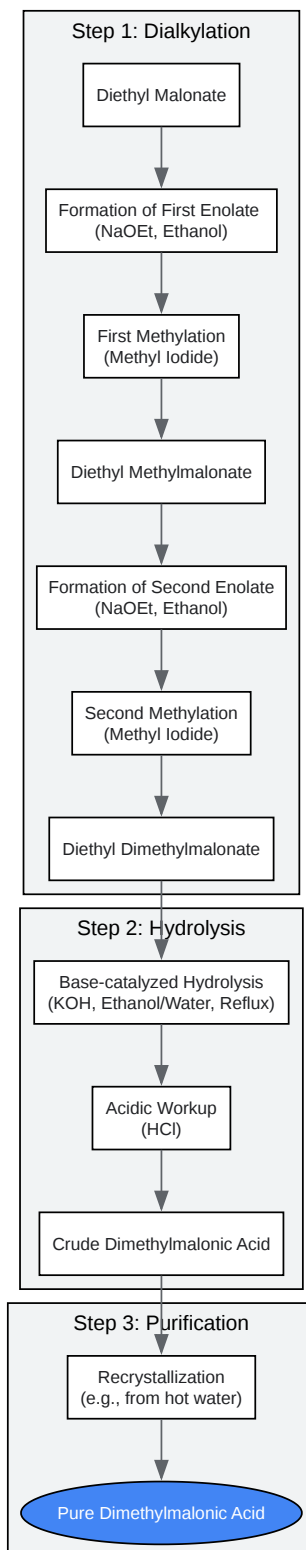 Step 1: Dialkylation
Diethyl Malonate
Formation of First Enolate
(NaOEt, Ethanol)
First Methylation
(Methyl Iodide)
Diethyl Methylmalonate
Formation of Second Enolate
(NaOEt, Ethanol)
Second Methylation
(Methyl Iodide)
Diethyl Dimethylmalonate
Step 2: Hydrolysis
Base-catalyzed Hydrolysis
(KOH, Ethanol/Water, Reflux)
Acidic Workup
(HCl)
Crude Dimethylmalonic Acid
Step 3: Purification
Recrystallization
(e.g., from hot water)
Pure Dimethylmalonic Acid